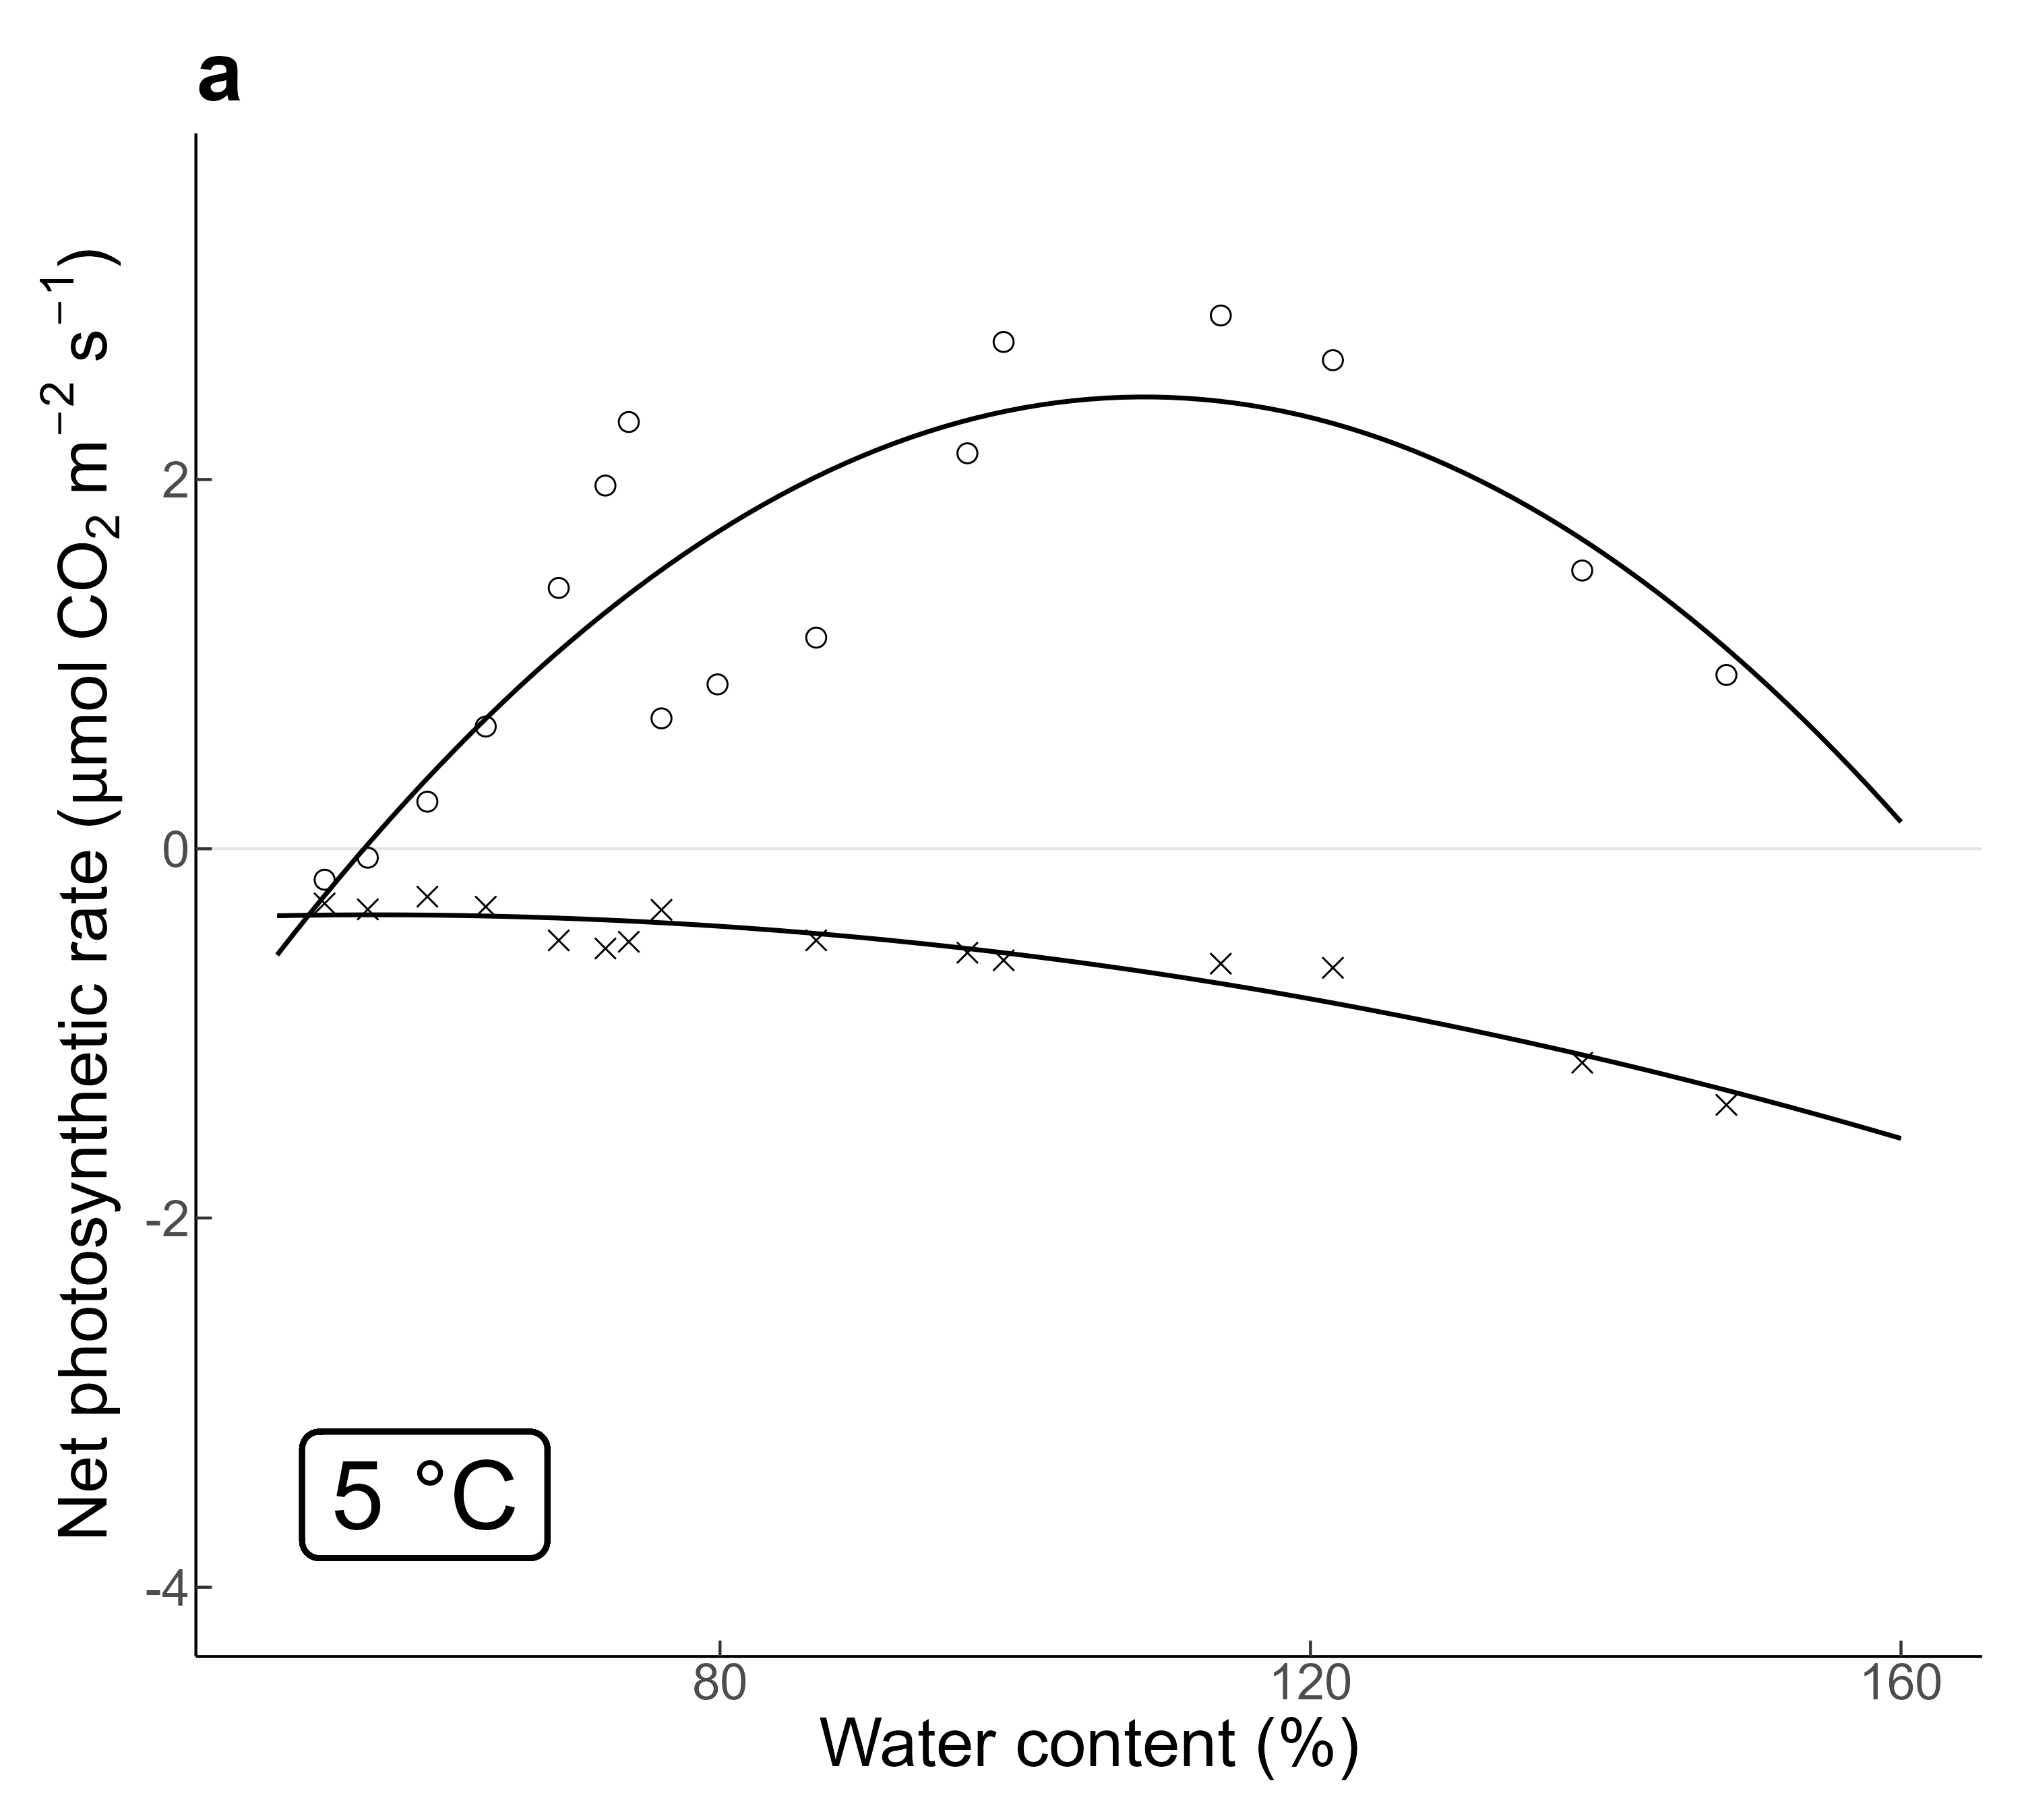 a
Net photosynthetic rate (µmol CO₂ m⁻² s⁻¹)
2
0
-2
-4
5 °C
80 120 160
Water content (%)